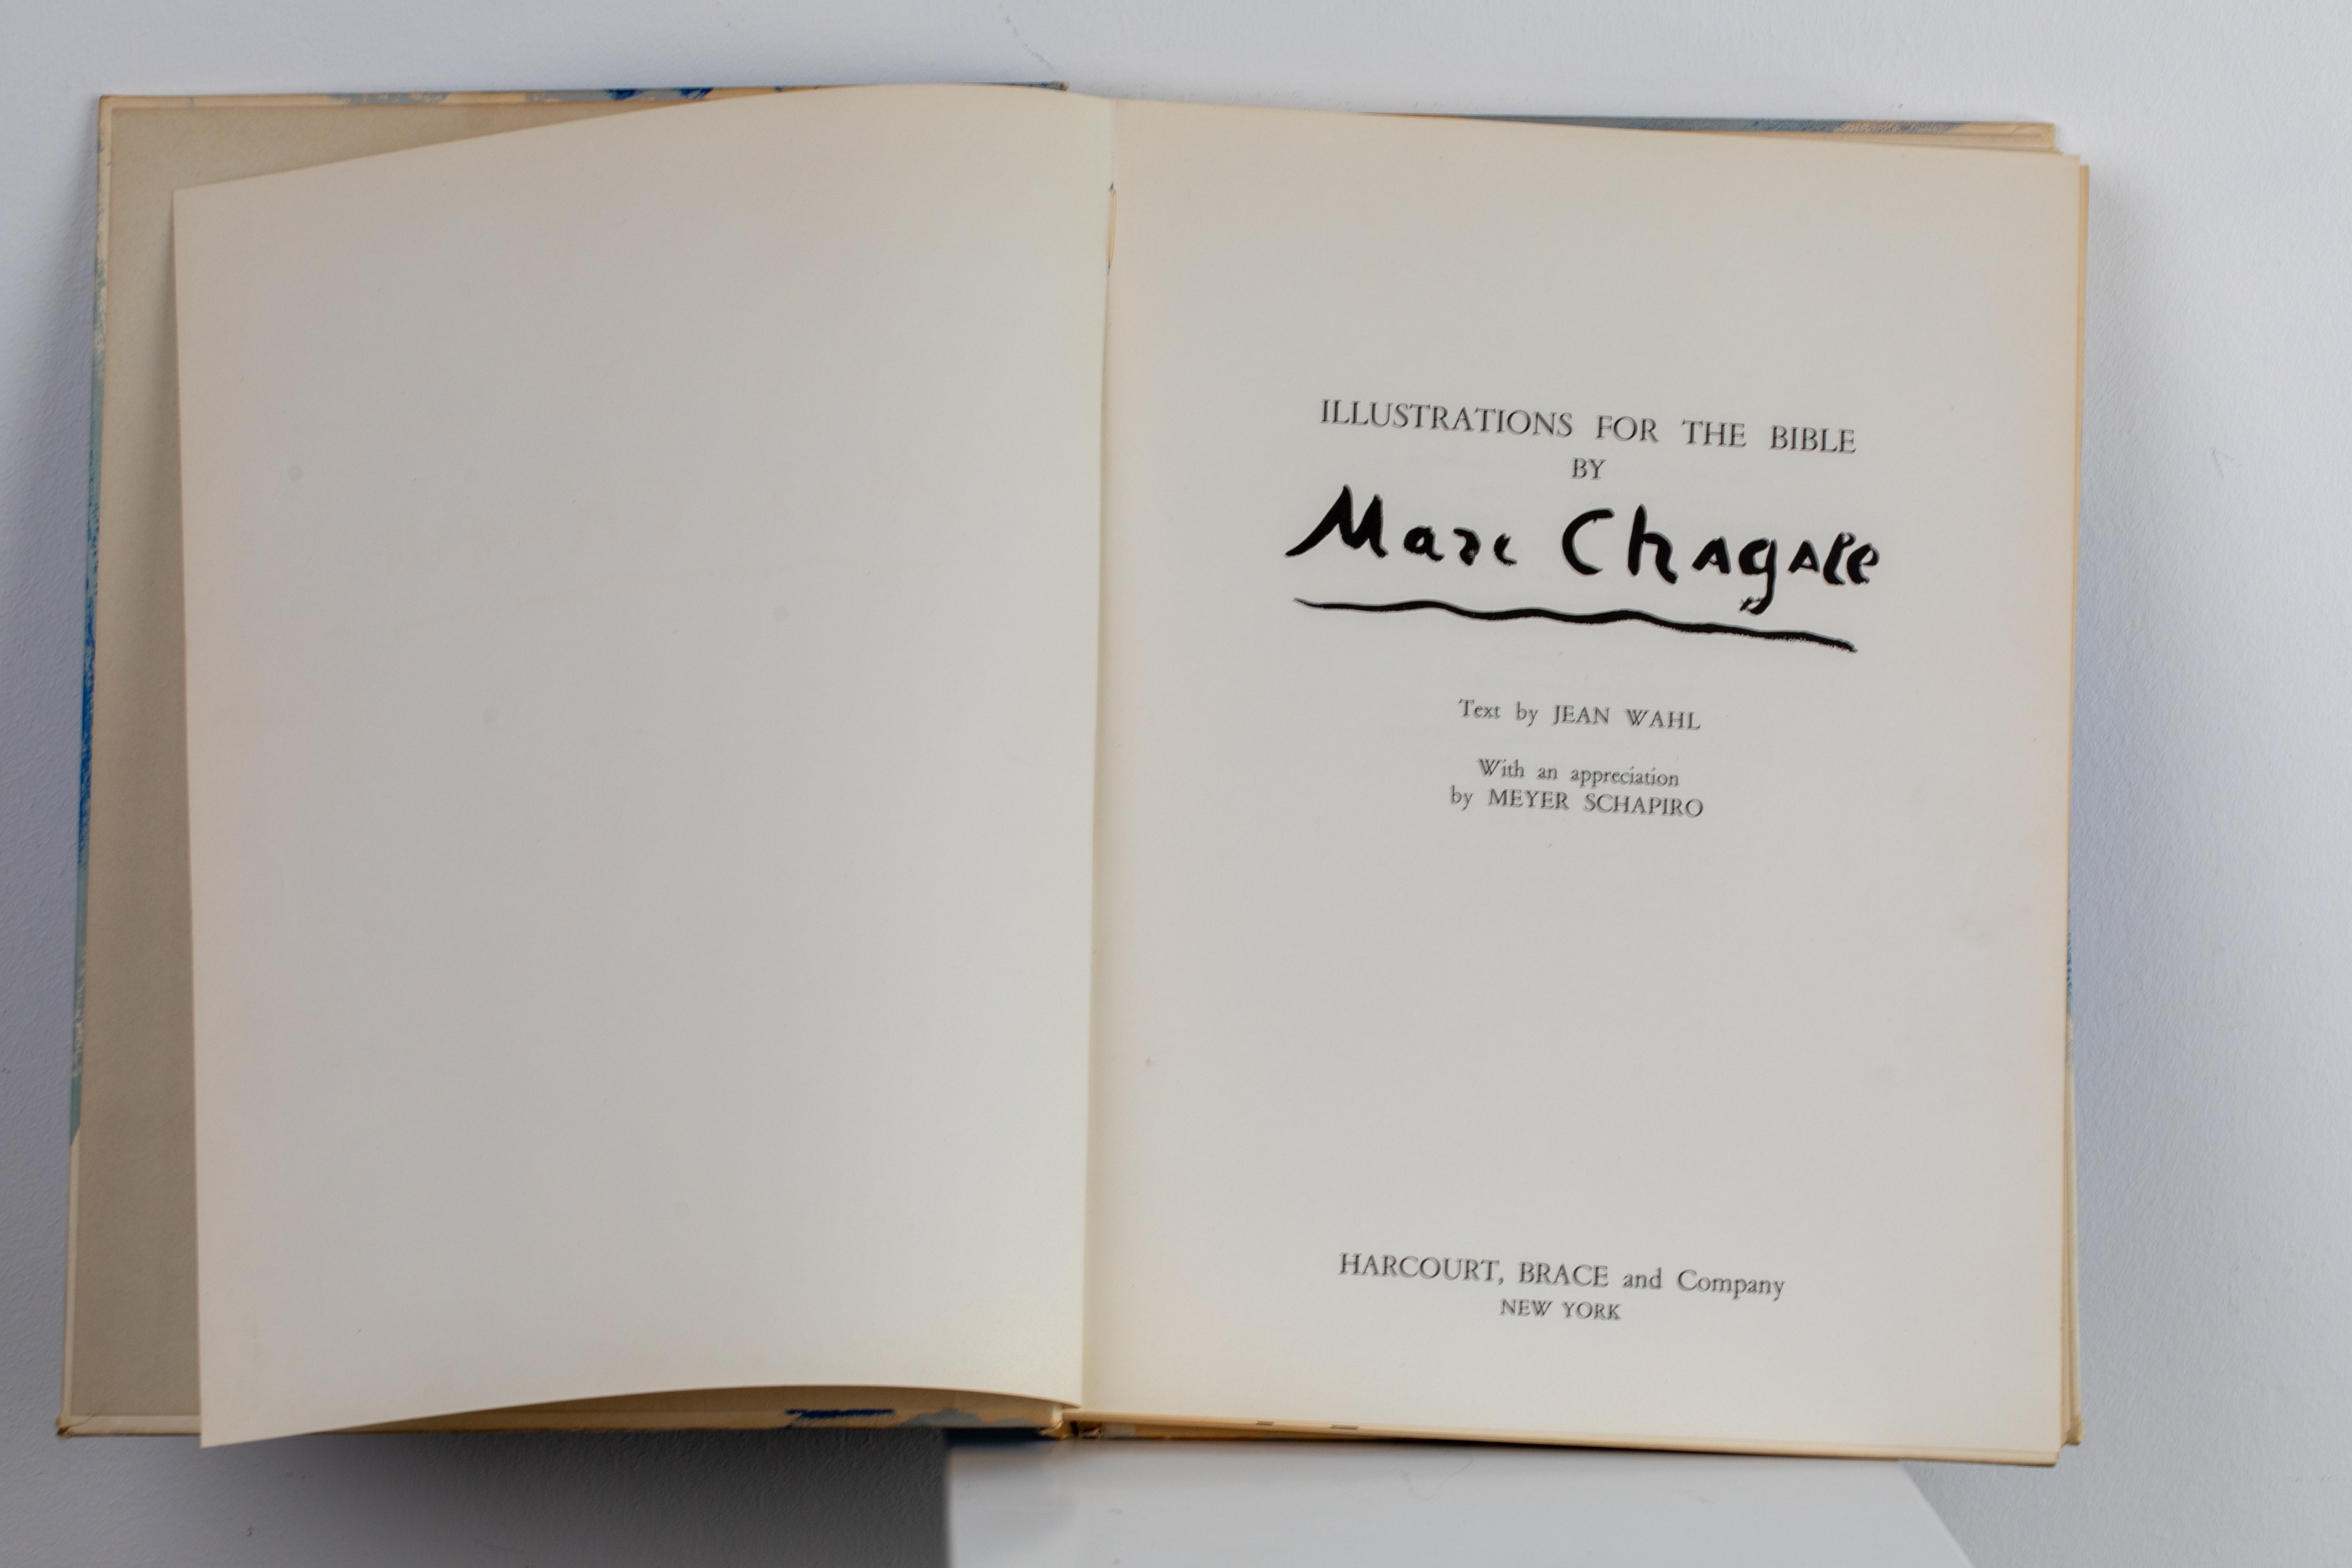 ILLUSTRATIONS FOR THE BIBLE
BY
Marc Chagall
Text by JEAN WAHL
With an appreciation
by MEYER SCHAPIRO
HARCOURT, BRACE and Company
NEW YORK